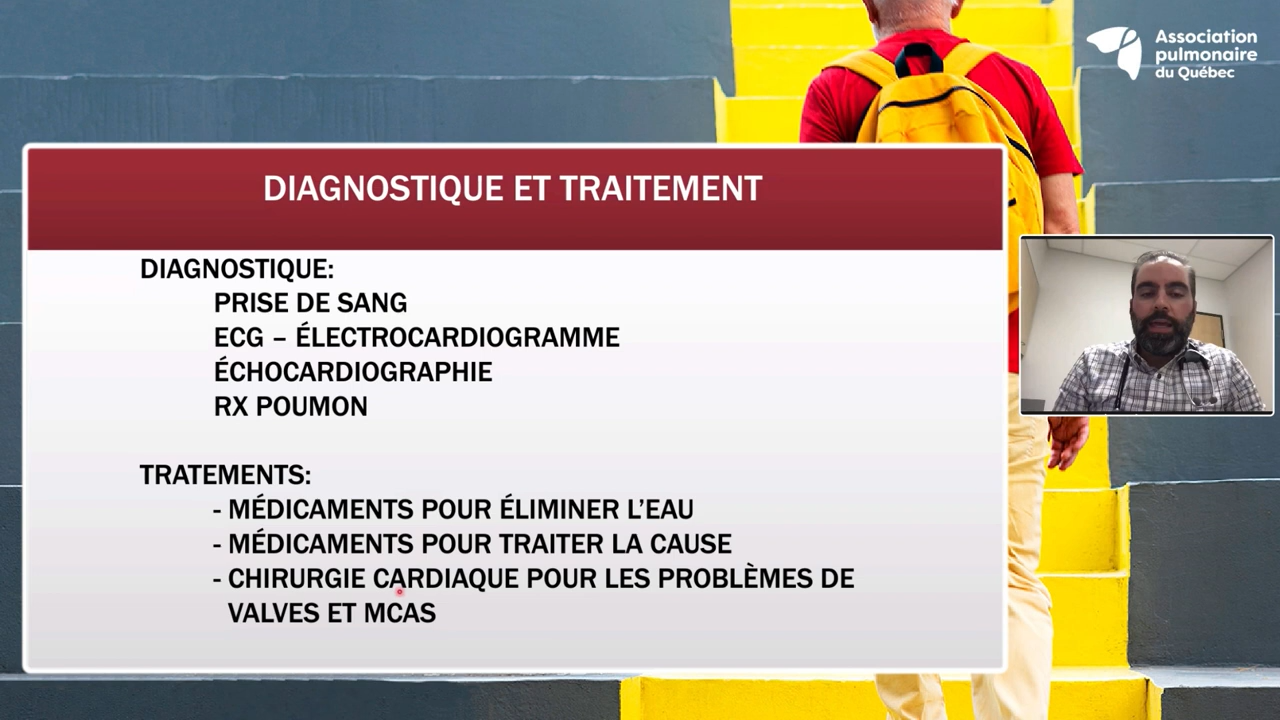 Association
pulmonaire
du Québec
DIAGNOSTIQUE ET TRAITEMENT
DIAGNOSTIQUE:
PRISE DE SANG
ECG – ÉLECTROCARDIOGRAMME
ÉCHOCARDIOGRAPHIE
RX POUMON
TRATEMENTS:
- MÉDICAMENTS POUR ÉLIMINER L’EAU
- MÉDICAMENTS POUR TRAITER LA CAUSE
- CHIRURGIE CARDIAQUE POUR LES PROBLÈMES DE
VALVES ET MCAS